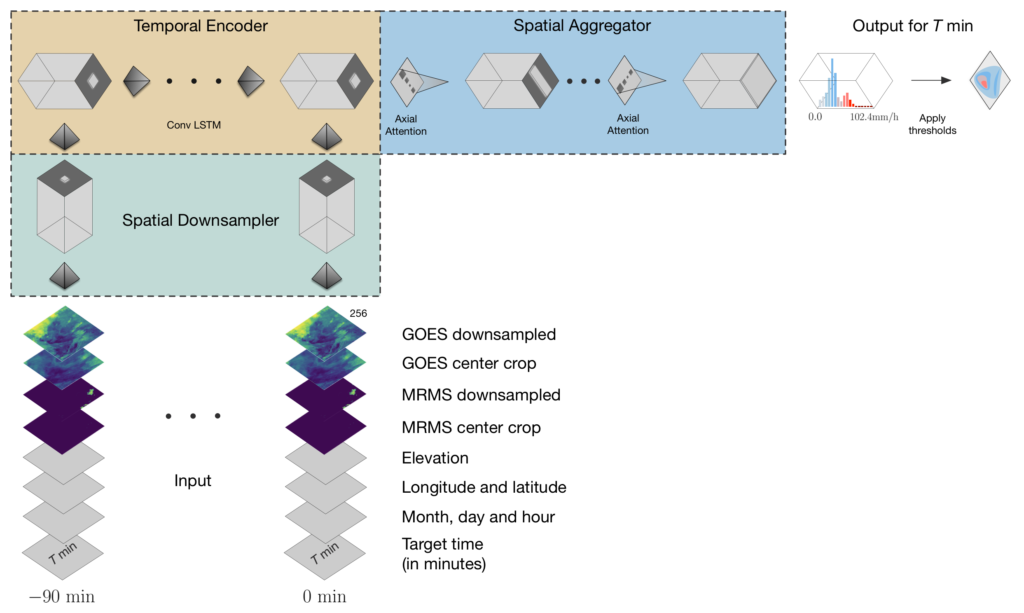 Temporal Encoder
Spatial Aggregator
Output for T min
Conv LSTM
Axial
Attention
Axial
Attention
0.0
102.4mm/h
Apply
thresholds
Spatial Downsampler
256
GOES downsampled
GOES center crop
MRMS downsampled
MRMS center crop
Elevation
Input
Longitude and latitude
Month, day and hour
T min
T min
Target time
(in minutes)
−90 min
0 min